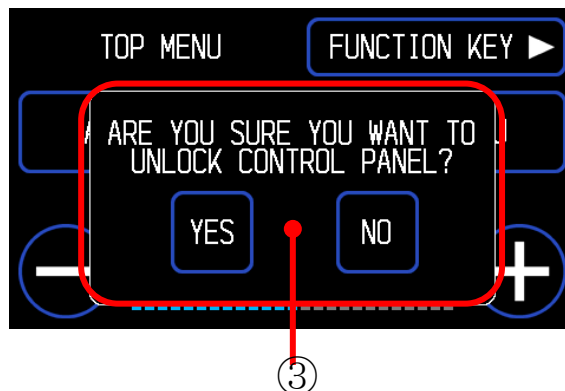 TOP MENU
FUNCTION KEY ▶
ARE YOU SURE YOU WANT TO
UNLOCK CONTROL PANEL?
YES
NO
③